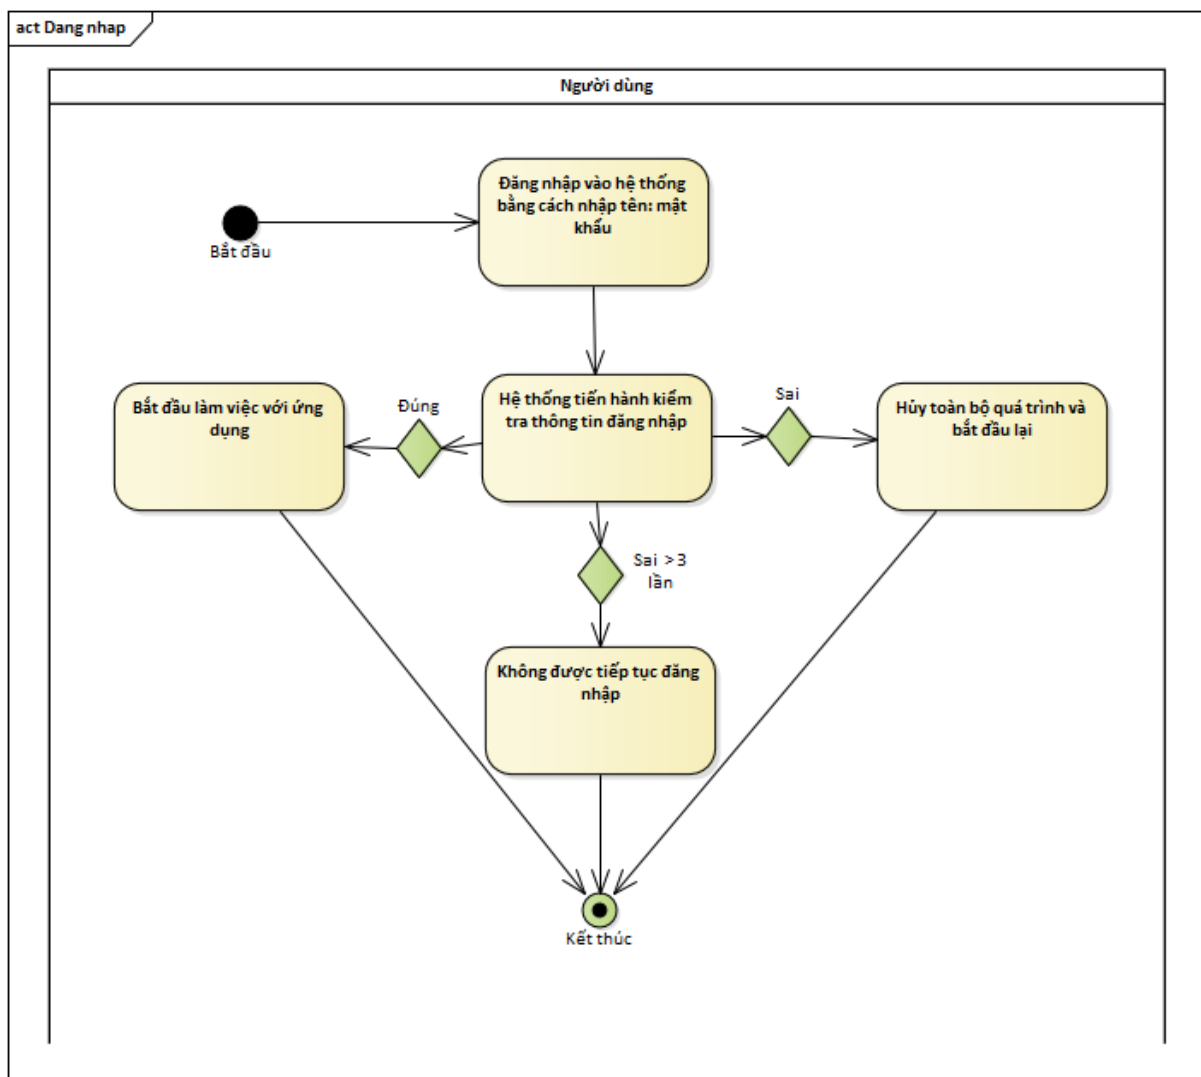 act Dang nhap
Người dùng
Đăng nhập vào hệ thống
bằng cách nhập tên: mật
khẩu
Bắt đầu
Bắt đầu làm việc với ứng
dụng
Đúng
Hệ thống tiến hành kiểm
tra thông tin đăng nhập
Sai
Hủy toàn bộ quá trình và
bắt đầu lại
Sai > 3
lần
Không được tiếp tục đăng
nhập
Kết thúc